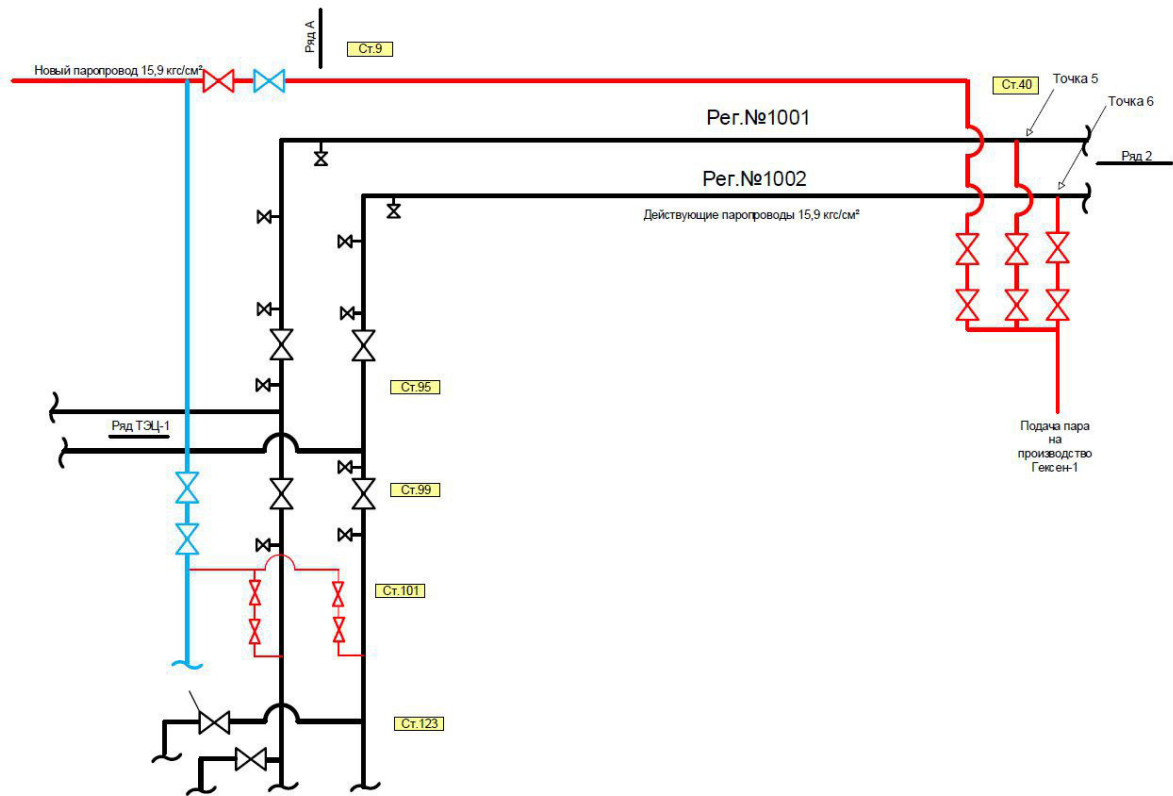 Ряд А
Ст.9
Новый паропровод 15,9 кгс/см²
Ст.40
Точка 5
Точка 6
Рег.№1001
Ряд 2
Рег.№1002
Действующие паропроводы 15,9 кгс/см²
Ст.95
Ряд ТЭЦ-1
Подача пара
на
производство
Гексен-1
Ст.99
Ст.101
Ст.123